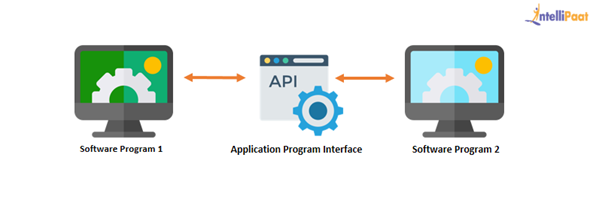 IntelliPaat
API
Software Program 1
Application Program Interface
Software Program 2